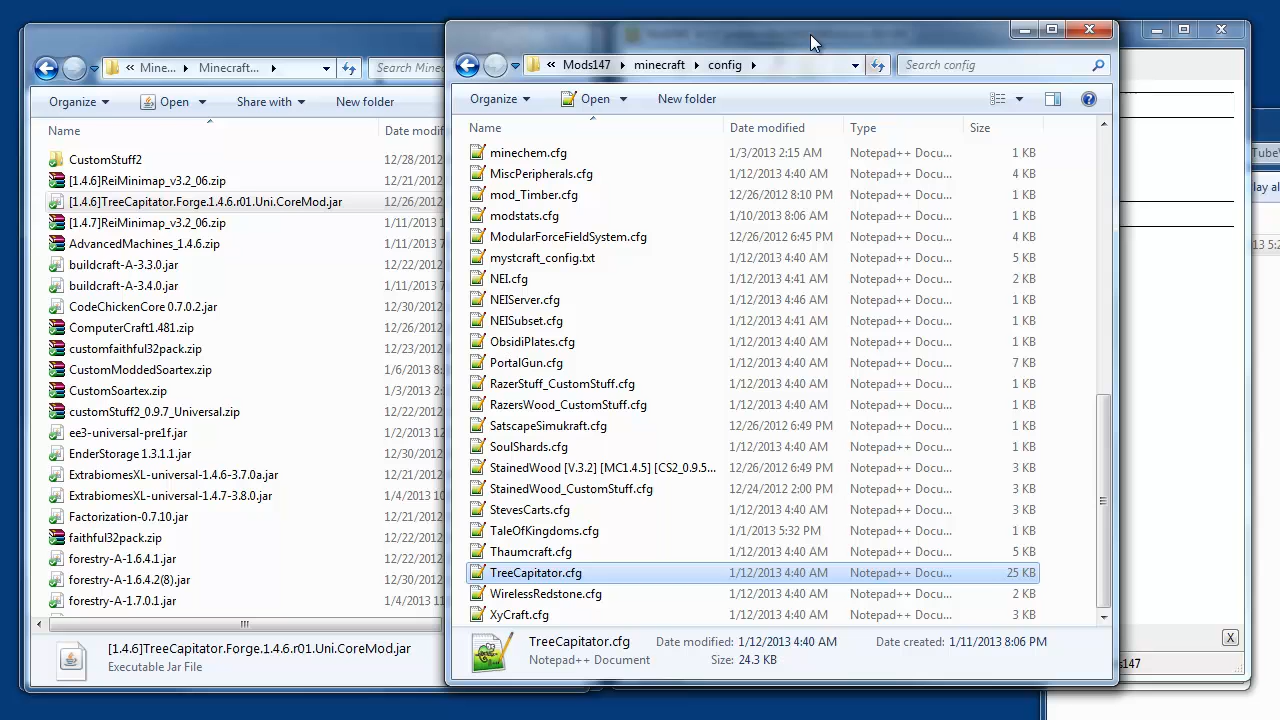 « Mine... ▸ Minecraft... ▸
Search Minec
Organize ▾ Open ▾ Share with ▾ New folder
Name Date modif
CustomStuff2 12/28/2012
[1.4.6]ReiMinimap_v3.2_06.zip 12/21/2012
[1.4.6]TreeCapitator.Forge.1.4.6.r01.Uni.CoreMod.jar 12/26/2012
[1.4.7]ReiMinimap_v3.2_06.zip 1/11/2013 7
AdvancedMachines_1.4.6.zip 1/11/2013 7
buildcraft-A-3.3.0.jar 12/22/2012
buildcraft-A-3.4.0.jar 1/11/2013
CodeChickenCore 0.7.0.2.jar 12/30/2012
ComputerCraft1.481.zip 12/26/2012
customfaithful32pack.zip 12/23/2012
CustomModdedSoartex.zip 1/6/2013 8:
CustomSoartex.zip 1/3/2013 2:
customStuff2_0.9.7_Universal.zip 12/22/2012
ee3-universal-pre1f.jar 1/2/2013
EnderStorage 1.3.1.1.jar 12/30/2012
ExtrabiomesXL-universal-1.4.6-3.7.0a.jar 12/30/2012
ExtrabiomesXL-universal-1.4.7-3.8.0.jar 1/4/2013 10
Factorization-0.7.10.jar 12/21/2012
faithful32pack.zip 12/22/2012
forestry-A-1.6.4.1.jar 12/22/2012
forestry-A-1.6.4.2(8).jar 12/30/2012
forestry-A-1.7.0.1.jar 1/4/2013
[1.4.6]TreeCapitator.Forge.1.4.6.r01.Uni.CoreMod.jar
Executable Jar File
« Mods147 ▸ minecraft ▸ config ▸
Search config
Organize ▾ Open ▾ New folder
Name Date modified Type Size
minechem.cfg 1/3/2013 2:15 AM Notepad++ Docu... 1 KB
MiscPeripherals.cfg 1/12/2013 4:40 AM Notepad++ Docu... 4 KB
mod_Timber.cfg 12/26/2012 8:10 PM Notepad++ Docu... 1 KB
modstats.cfg 1/10/2013 8:06 AM Notepad++ Docu... 1 KB
ModularForceFieldSystem.cfg 12/26/2012 6:45 PM Notepad++ Docu... 4 KB
mystcraft_config.txt 1/12/2013 4:40 AM Notepad++ Docu... 5 KB
NEI.cfg 1/12/2013 4:41 AM Notepad++ Docu... 2 KB
NEIServer.cfg 1/12/2013 4:46 AM Notepad++ Docu... 1 KB
NEISubset.cfg 1/12/2013 4:41 AM Notepad++ Docu... 1 KB
ObsidiPlates.cfg 1/12/2013 4:40 AM Notepad++ Docu... 1 KB
PortalGun.cfg 1/12/2013 4:40 AM Notepad++ Docu... 7 KB
RazerStuff_CustomStuff.cfg 1/12/2013 4:40 AM Notepad++ Docu... 1 KB
RazersWood_CustomStuff.cfg 1/12/2013 4:40 AM Notepad++ Docu... 1 KB
SatscapeSimukraft.cfg 12/26/2012 6:49 PM Notepad++ Docu... 1 KB
SoulShards.cfg 1/12/2013 4:40 AM Notepad++ Docu... 1 KB
StainedWood [V.3.2] [MC1.4.5] [CS2_0.9.5... 12/26/2012 6:49 PM Notepad++ Docu... 3 KB
StainedWood_CustomStuff.cfg 12/24/2012 2:00 PM Notepad++ Docu... 3 KB
StevesCarts.cfg 1/12/2013 4:40 AM Notepad++ Docu... 3 KB
TaleOfKingdoms.cfg 1/1/2013 5:32 PM Notepad++ Docu... 1 KB
Thaumcraft.cfg 1/12/2013 4:40 AM Notepad++ Docu... 5 KB
TreeCapitator.cfg 1/12/2013 4:40 AM Notepad++ Docu... 25 KB
WirelessRedstone.cfg 1/12/2013 4:40 AM Notepad++ Docu... 2 KB
XyCraft.cfg 1/12/2013 4:40 AM Notepad++ Docu... 3 KB
TreeCapitator.cfg Date modified: 1/12/2013 4:40 AM Date created: 1/11/2013 8:06 PM
Notepad++ Document Size: 24.3 KB
TubeV
lay al
13 5:2
X
147